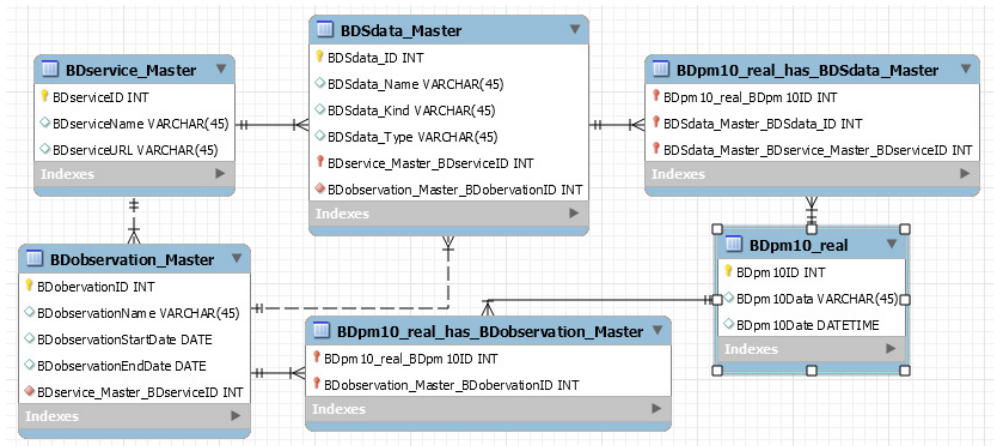 BDservice_Master
BDserviceID INT
BDserviceName VARCHAR(45)
BDserviceURL VARCHAR(45)
Indexes
BDSdata_Master
BDSdata_ID INT
BDSdata_Name VARCHAR(45)
BDSdata_Kind VARCHAR(45)
BDSdata_Type VARCHAR(45)
BDservice_Master_BDserviceID INT
BDobservation_Master_BDobervationID INT
Indexes
BDpm10_real_has_BDSdata_Master
BDpm10_real_BDpm10ID INT
BDSdata_Master_BDSdata_ID INT
BDSdata_Master_BDservice_Master_BDserviceID INT
Indexes
BDobservation_Master
BDobervationID INT
BDobservationName VARCHAR(45)
BDobservationStartDate DATE
BDobservationEndDate DATE
BDservice_Master_BDserviceID INT
Indexes
BDpm10_real_has_BDobservation_Master
BDpm10_real_BDpm10ID INT
BDobservation_Master_BDobervationID INT
Indexes
BDpm10_real
BDpm10ID INT
BDpm10Data VARCHAR(45)
BDpm10Date DATETIME
Indexes